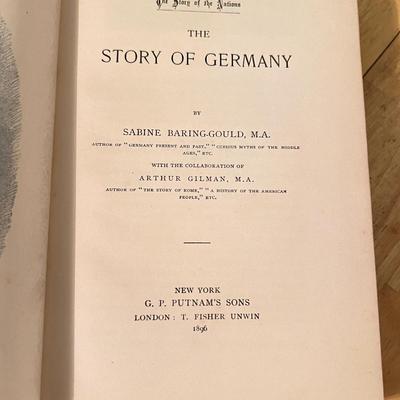 The Story of the Nations
THE
STORY OF GERMANY
BY
SABINE BARING-GOULD, M.A.
AUTHOR OF "GERMANY PRESENT AND PAST," "CURIOUS MYTHS OF THE MIDDLE
AGES," ETC.
WITH THE COLLABORATION OF
ARTHUR GILMAN, M.A.
AUTHOR OF "THE STORY OF ROME," "A HISTORY OF THE AMERICAN
PEOPLE," ETC.
NEW YORK
G. P. PUTNAM'S SONS
LONDON: T. FISHER UNWIN
1896